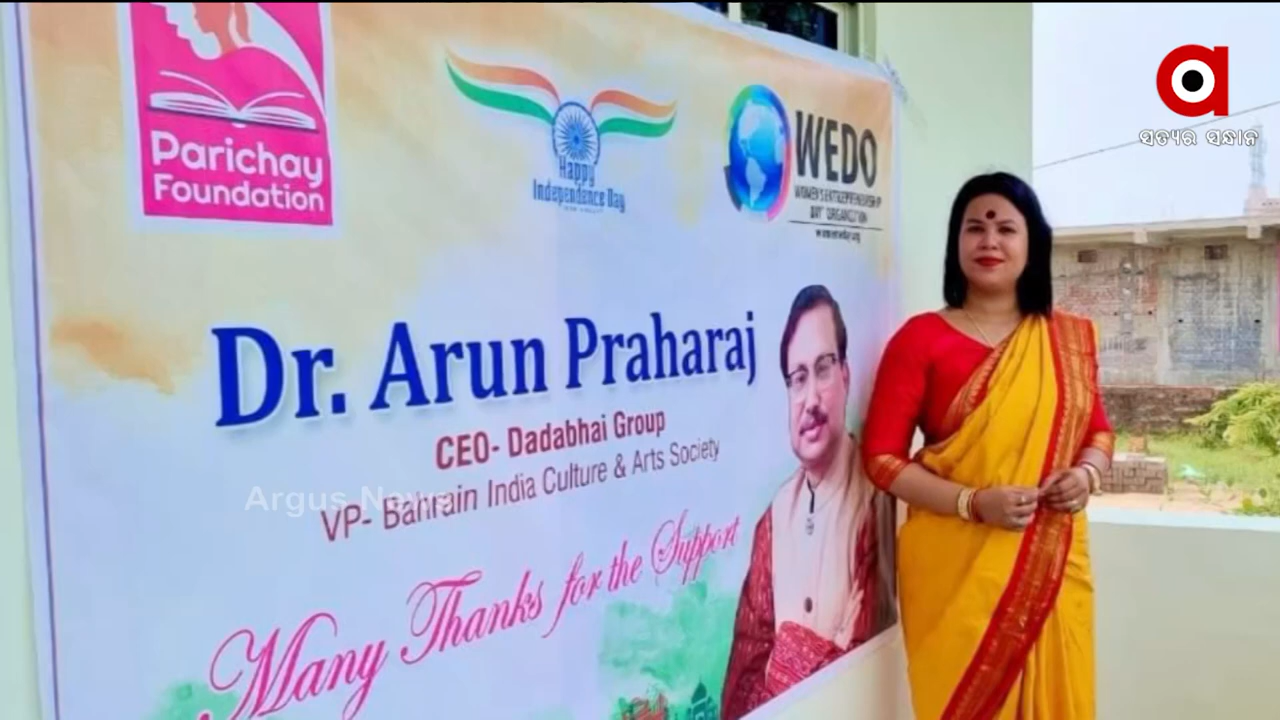 Parichay
Foundation
Happy
Independence Day
WEDO
WOMEN'S ENTREPRENEURSHIP
DAY ORGANIZATION
Dr. Arun Praharaj
CEO- Dadabhai Group
VP- Bahrain India Culture & Arts Society
Many Thanks for the Support
Argus News
a
ସତ୍ୟର ସନ୍ଧାନ